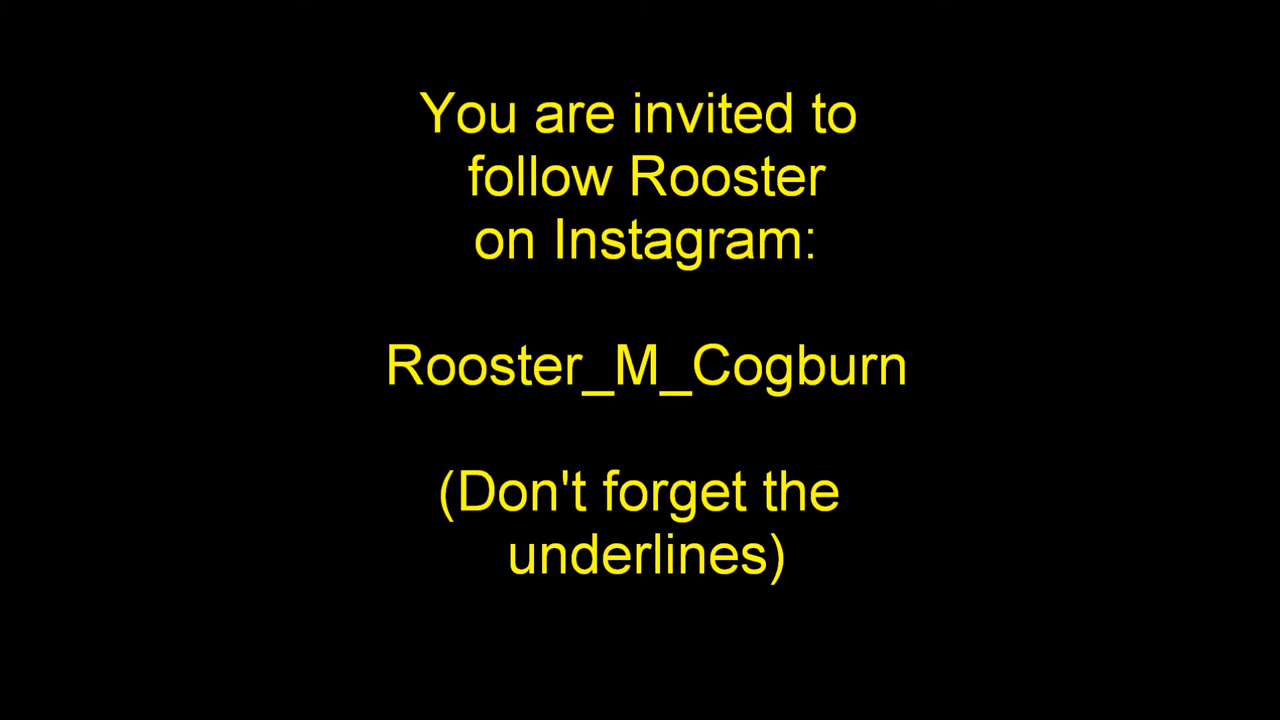 You are invited to
follow Rooster
on Instagram:
Rooster_M_Cogburn
(Don't forget the
underlines)